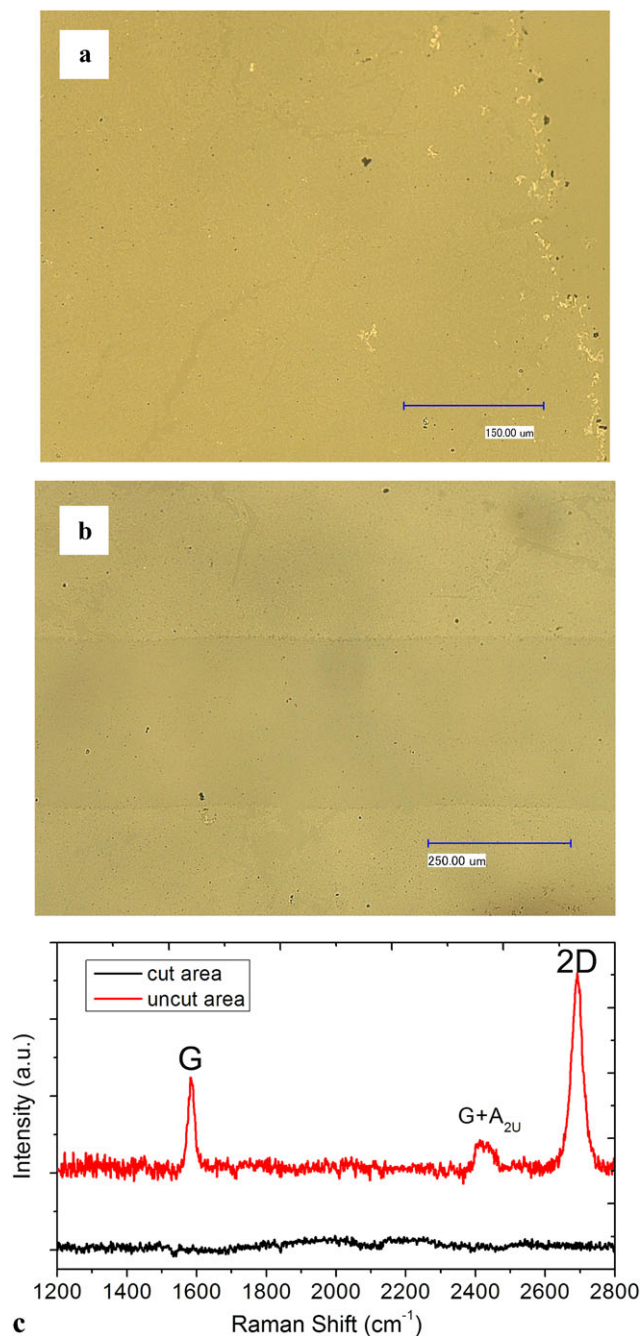 a
150.00 um
b
250.00 um
cut area
uncut area
G
G+A2U
2D
Intensity (a.u.)
1200 1400 1600 1800 2000 2200 2400 2600 2800
Raman Shift (cm-1)
c